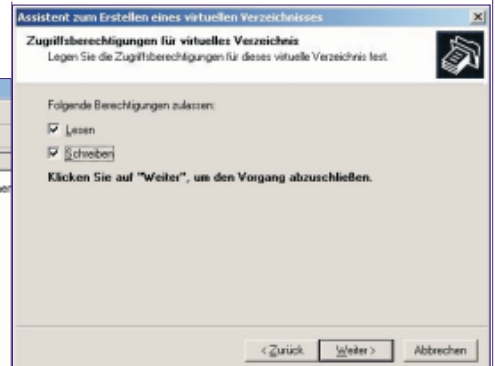 Assistent zum Erstellen eines virtuellen Verzeichnisses
Zugriffsberechtigungen für virtuelles Verzeichnis
Legen Sie die Zugriffsberechtigungen für dieses virtuelle Verzeichnis fest.
Folgende Berechtigungen zulassen:
Lesen
Schreiben
Klicken Sie auf "Weiter", um den Vorgang abzuschließen.
< Zurück Weiter > Abbrechen